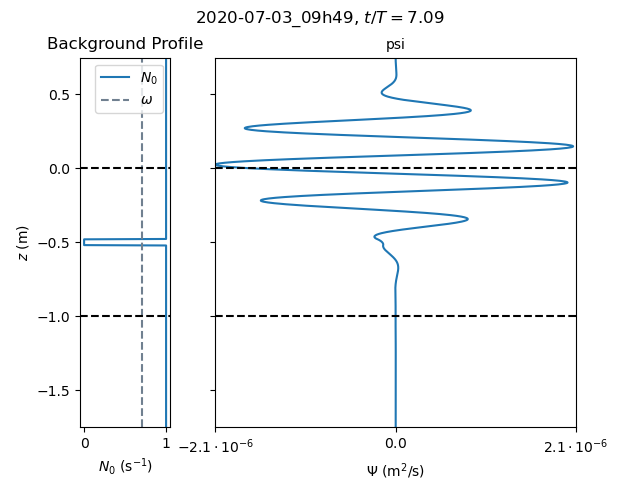 2020-07-03_09h49, t/T = 7.09
Background Profile
psi
N₀
ω
0.5
0.0
−0.5
−1.0
−1.5
z (m)
0
1
N₀ (s⁻¹)
−2.1 · 10⁻⁶
0.0
2.1 · 10⁻⁶
Ψ (m²/s)